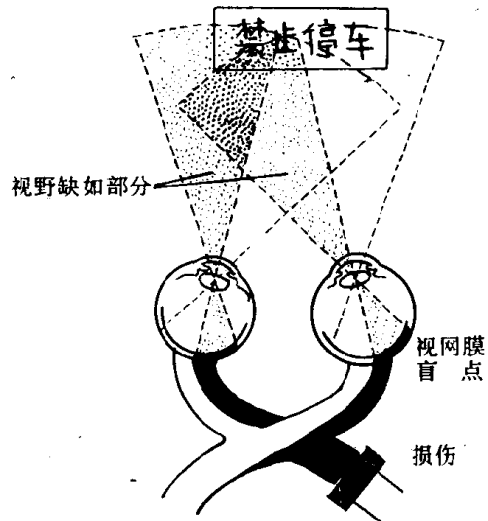 禁止停车
视野缺如部分
视网膜
盲点
损伤